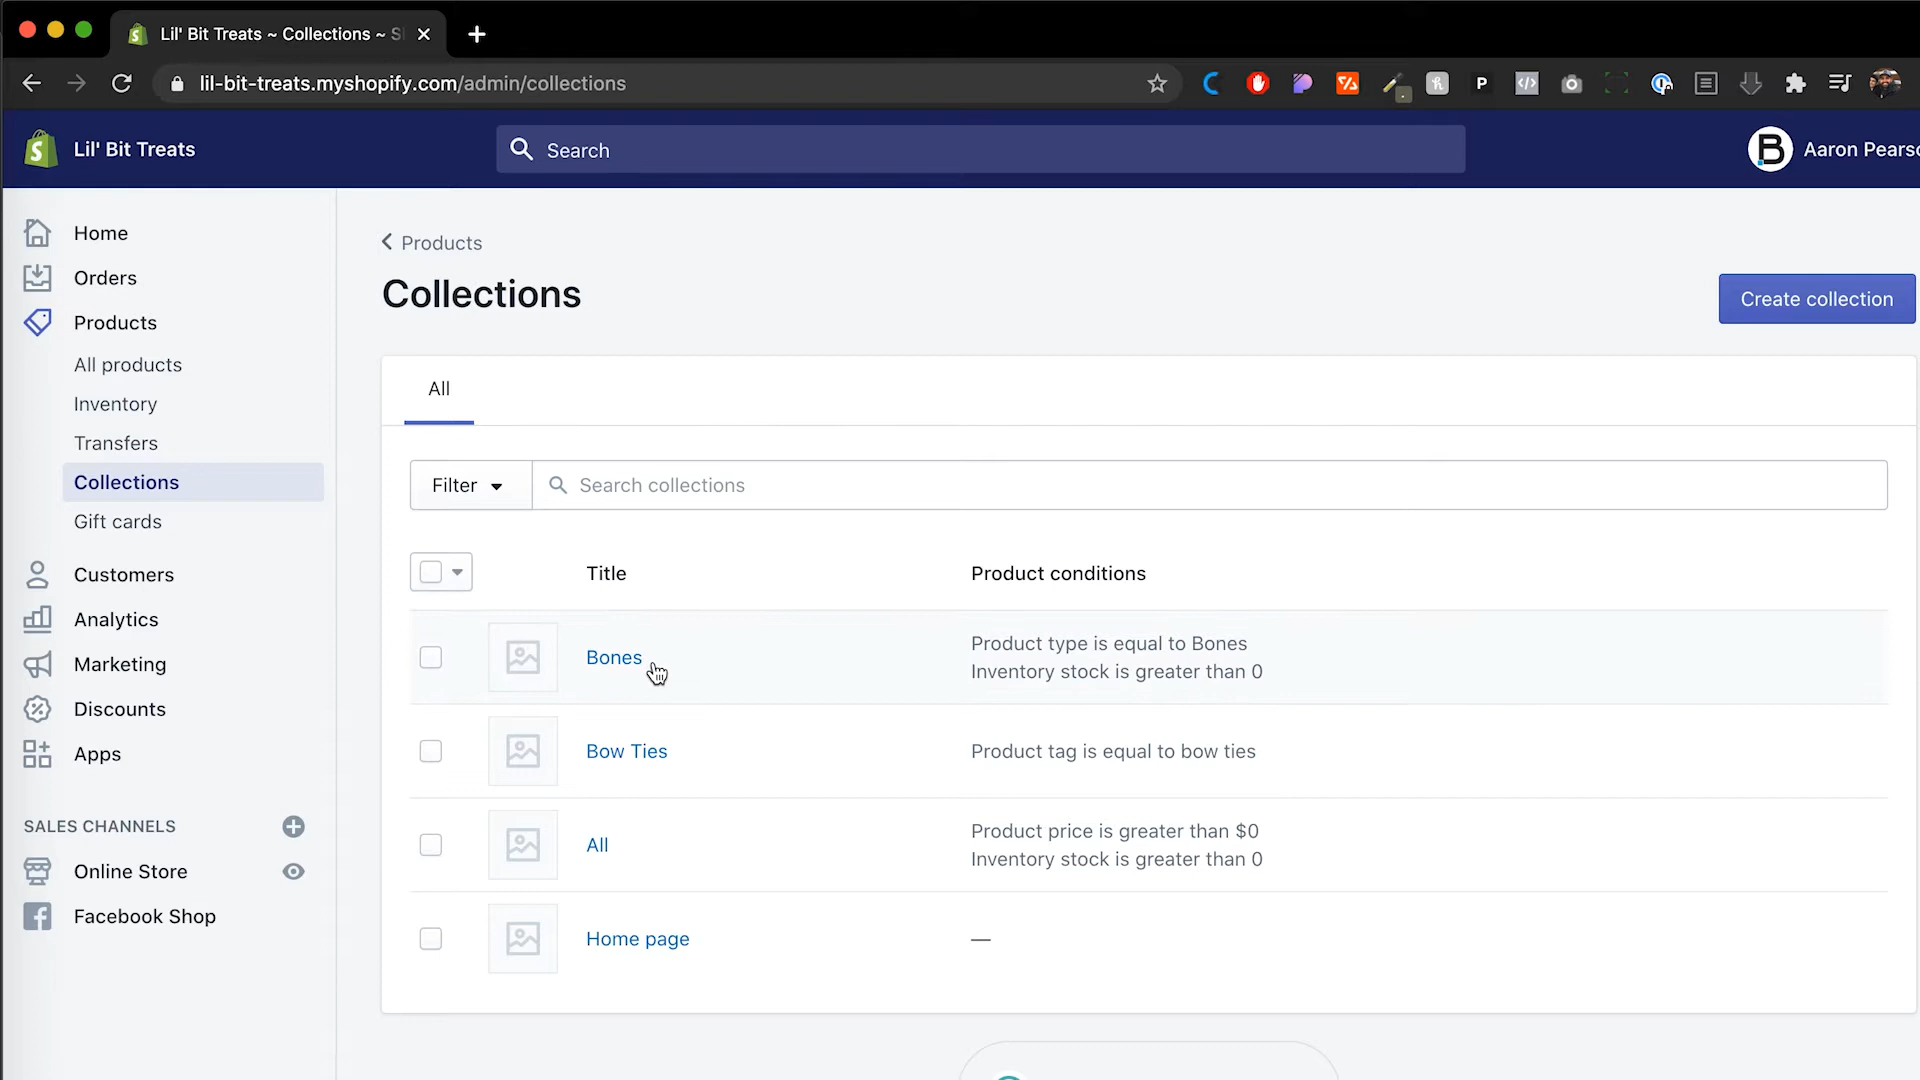 Lil' Bit Treats ~ Collections ~ S
lil-bit-treats.myshopify.com/admin/collections
Lil' Bit Treats
Search
Aaron Pearso
Home
Orders
Products
All products
Inventory
Transfers
Collections
Gift cards
Customers
Analytics
Marketing
Discounts
Apps
SALES CHANNELS
Online Store
Facebook Shop
Products
Collections
Create collection
All
Filter
Search collections
Title
Product conditions
Bones
Product type is equal to Bones
Inventory stock is greater than 0
Bow Ties
Product tag is equal to bow ties
All
Product price is greater than $0
Inventory stock is greater than 0
Home page
—